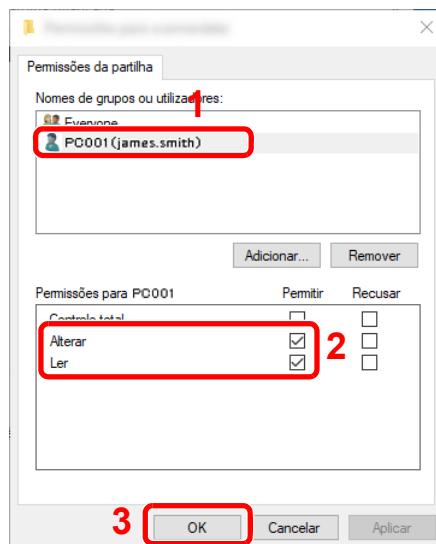 Permissões da partilha
Nomes de grupos ou utilizadores:
1
Everyone
PC001(james.smith)
Adicionar... Remover
Permissões para PC001 Permitir Recusar
Controlo total
Alterar
Ler
2
3 OK Cancelar Aplicar